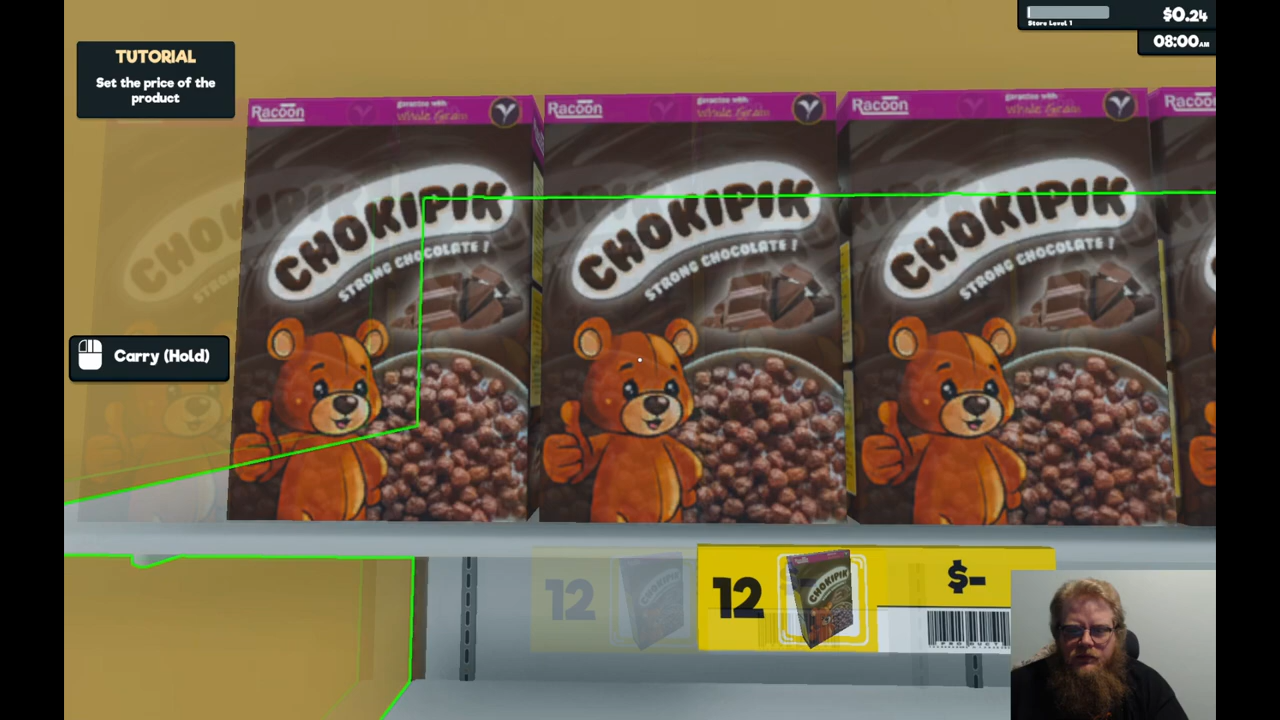 TUTORIAL
Set the price of the
product
Store Level 1
$0.24
08:00AM
Racoon
Whole Grain
CHOKIPIK
STRONG CHOCOLATE !
Racoon
Whole Grain
CHOKIPIK
STRONG CHOCOLATE !
Racoon
Whole Grain
CHOKIPIK
STRONG CHOCOLATE !
Racoon
Carry (Hold)
12
12
CHOKIPIK
$-